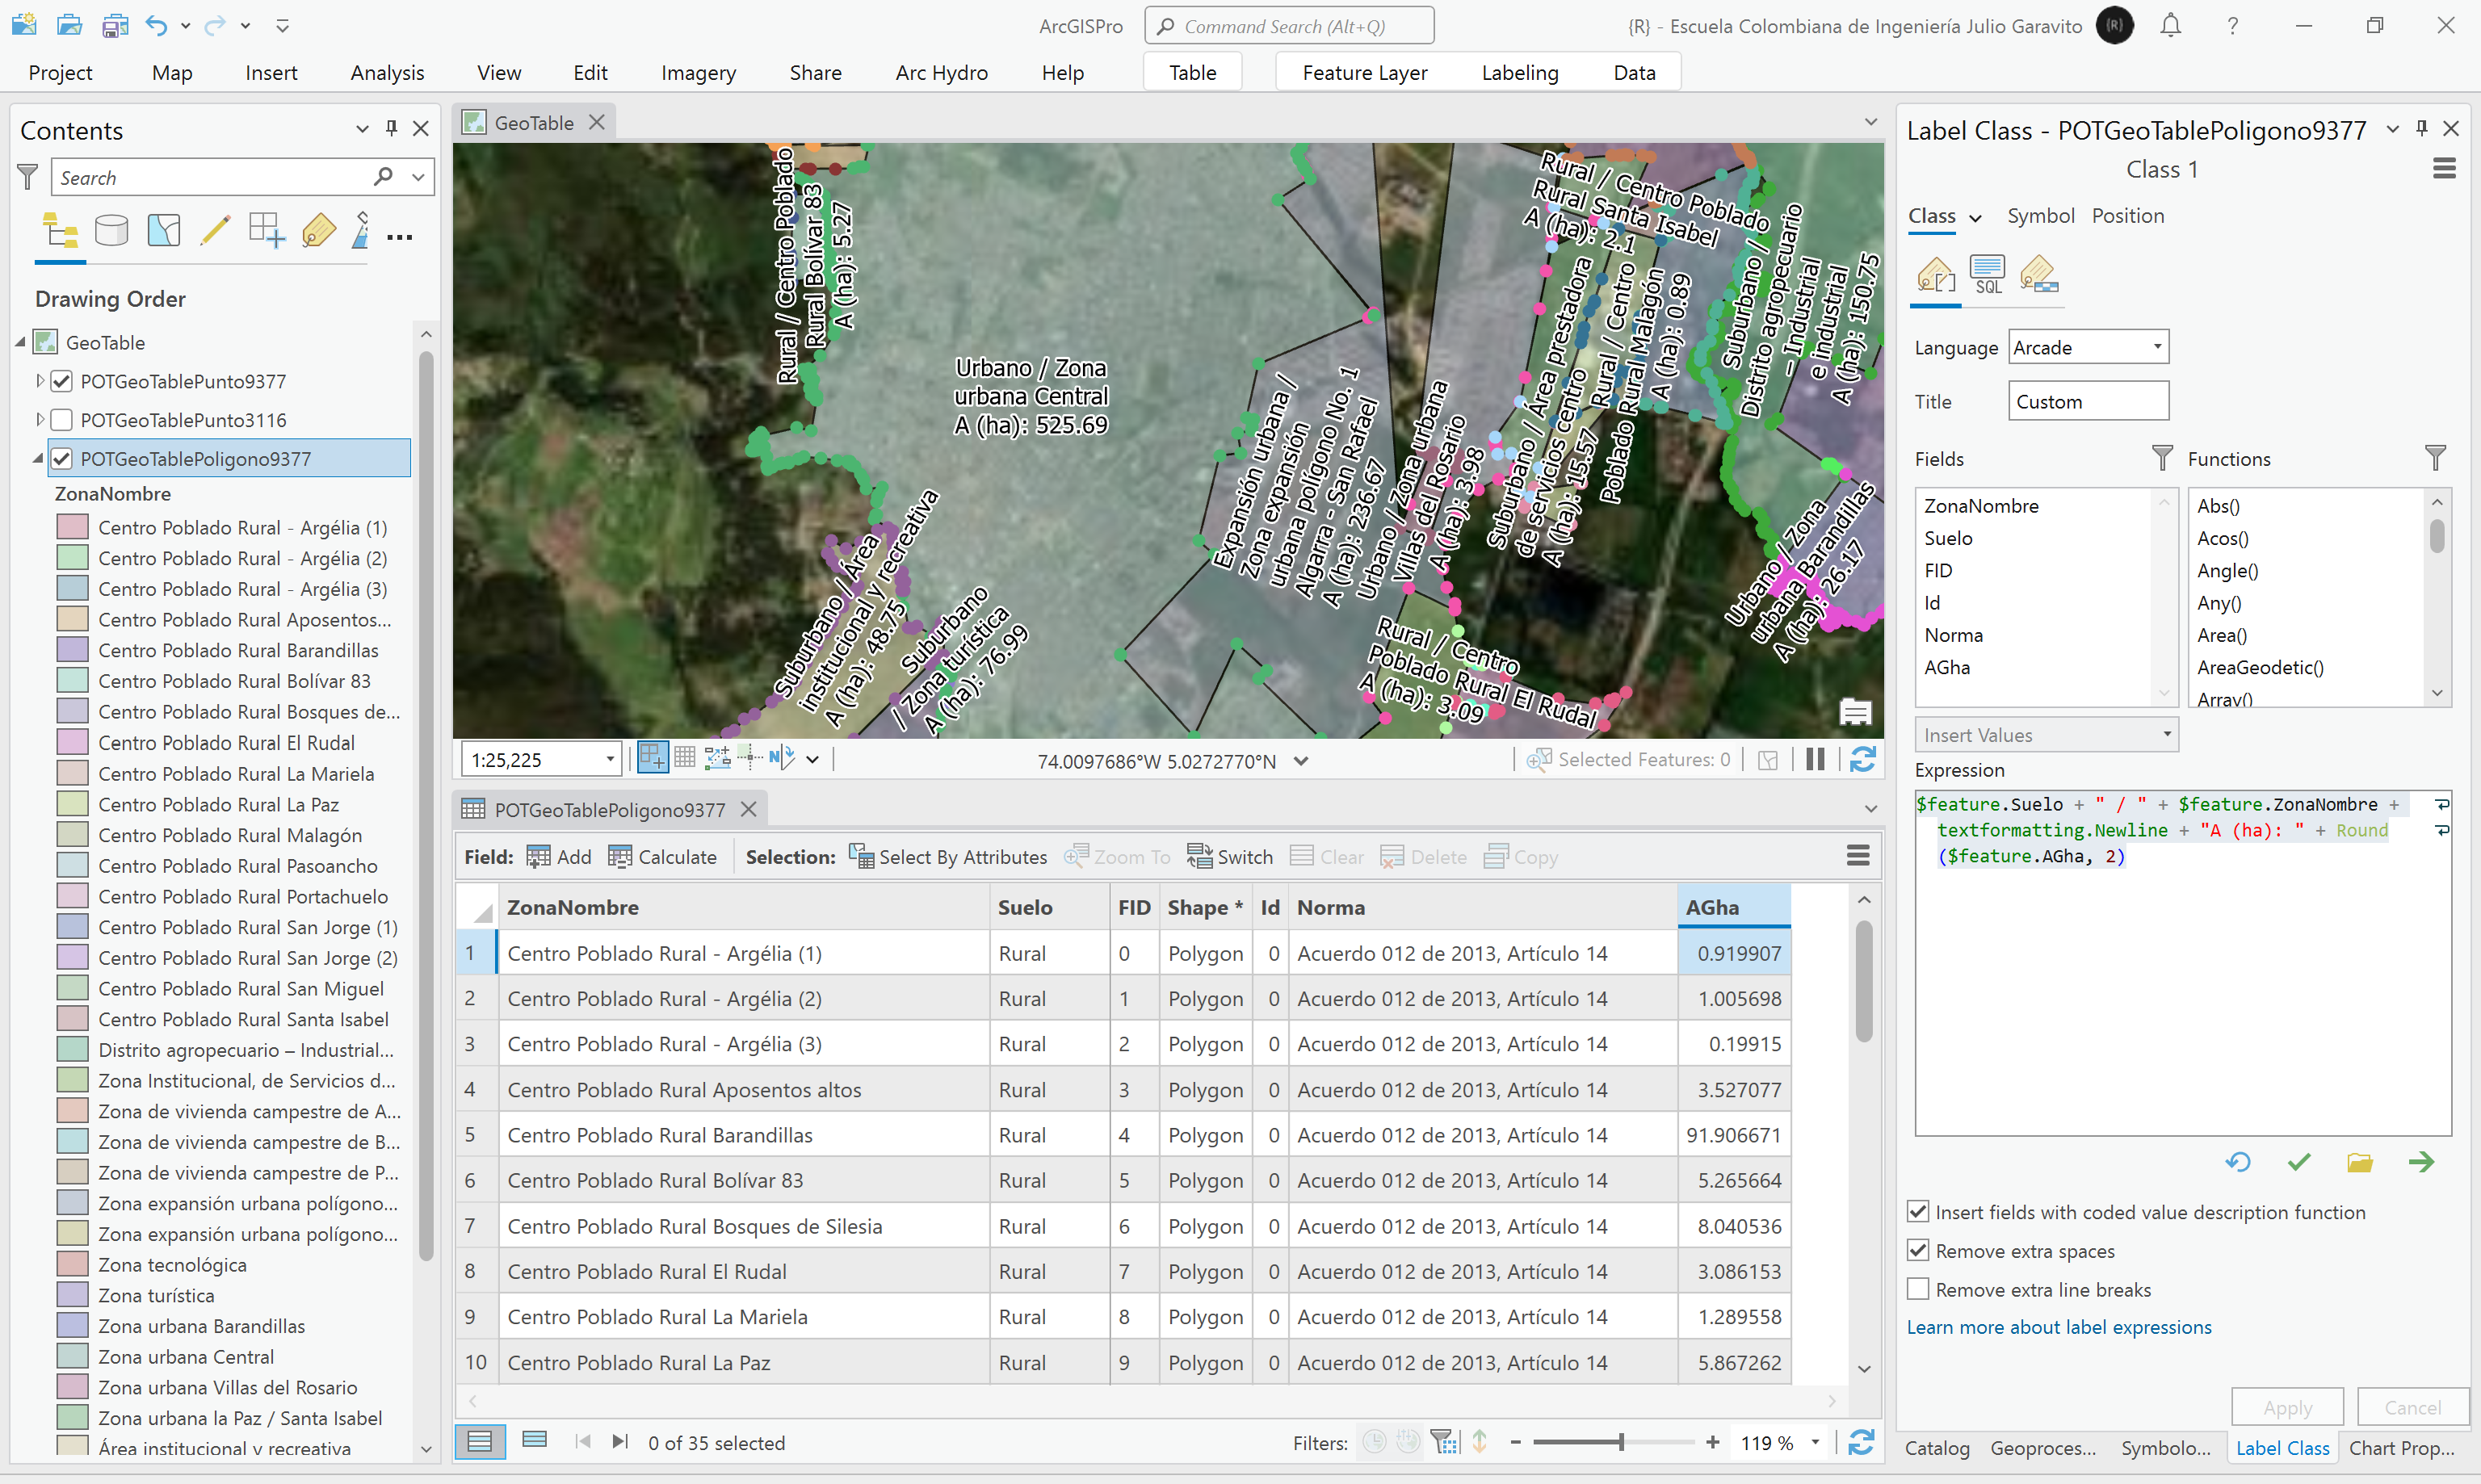 ArcGISPro
Command Search (Alt+Q)
{R} - Escuela Colombiana de Ingeniería Julio Garavito
{R}
?
Project Map Insert Analysis View Edit Imagery Share Arc Hydro Help Table Feature Layer Labeling Data
Contents
Search
Drawing Order
GeoTable
POTGeoTablePunto9377
POTGeoTablePunto3116
POTGeoTablePoligono9377
ZonaNombre
Centro Poblado Rural - Argélia (1)
Centro Poblado Rural - Argélia (2)
Centro Poblado Rural - Argélia (3)
Centro Poblado Rural Aposentos...
Centro Poblado Rural Barandillas
Centro Poblado Rural Bolívar 83
Centro Poblado Rural Bosques de...
Centro Poblado Rural El Rudal
Centro Poblado Rural La Mariela
Centro Poblado Rural La Paz
Centro Poblado Rural Malagón
Centro Poblado Rural Pasoancho
Centro Poblado Rural Portachuelo
Centro Poblado Rural San Jorge (1)
Centro Poblado Rural San Jorge (2)
Centro Poblado Rural San Miguel
Centro Poblado Rural Santa Isabel
Distrito agropecuario – Industrial...
Zona Institucional, de Servicios d...
Zona de vivienda campestre de A...
Zona de vivienda campestre de B...
Zona de vivienda campestre de P...
Zona expansión urbana polígono...
Zona expansión urbana polígono...
Zona tecnológica
Zona turística
Zona urbana Barandillas
Zona urbana Central
Zona urbana Villas del Rosario
Zona urbana la Paz / Santa Isabel
Área institucional y recreativa
GeoTable
Rural / Centro Poblado
Rural Bolívar 83
A (ha): 5.27
Urbano / Zona
urbana Central
A (ha): 525.69
Suburbano / Área
institucional y recreativa
A (ha): 48.75
Suburbano
/ Zona turística
A (ha): 76.99
Expansión urbana /
Zona expansión
urbana polígono No. 1
Algarra - San Rafael
A (ha): 236.67
Urbano / Zona urbana
Villas del Rosario
A (ha): 3.98
Rural / Centro Poblado
Rural Santa Isabel
A (ha): 2.1
Suburbano / Área prestadora
de servicios centro
A (ha): 15.57
Rural / Centro
Poblado Rural Malagón
A (ha): 0.89
Suburbano /
Distrito agropecuario
– Industrial
e industrial
A (ha): 150.75
Urbano / Zona
urbana Barandillas
A (ha): 26.17
Rural / Centro
Poblado Rural El Rudal
A (ha): 3.09
1:25,225
N
74.0097686°W 5.0272770°N
Selected Features: 0
POTGeoTablePoligono9377
Field: Add Calculate Selection: Select By Attributes Zoom To Switch Clear Delete Copy
ZonaNombre Suelo FID Shape * Id Norma AGha
1 Centro Poblado Rural - Argélia (1) Rural 0 Polygon 0 Acuerdo 012 de 2013, Artículo 14 0.919907
2 Centro Poblado Rural - Argélia (2) Rural 1 Polygon 0 Acuerdo 012 de 2013, Artículo 14 1.005698
3 Centro Poblado Rural - Argélia (3) Rural 2 Polygon 0 Acuerdo 012 de 2013, Artículo 14 0.19915
4 Centro Poblado Rural Aposentos altos Rural 3 Polygon 0 Acuerdo 012 de 2013, Artículo 14 3.527077
5 Centro Poblado Rural Barandillas Rural 4 Polygon 0 Acuerdo 012 de 2013, Artículo 14 91.906671
6 Centro Poblado Rural Bolívar 83 Rural 5 Polygon 0 Acuerdo 012 de 2013, Artículo 14 5.265664
7 Centro Poblado Rural Bosques de Silesia Rural 6 Polygon 0 Acuerdo 012 de 2013, Artículo 14 8.040536
8 Centro Poblado Rural El Rudal Rural 7 Polygon 0 Acuerdo 012 de 2013, Artículo 14 3.086153
9 Centro Poblado Rural La Mariela Rural 8 Polygon 0 Acuerdo 012 de 2013, Artículo 14 1.289558
10 Centro Poblado Rural La Paz Rural 9 Polygon 0 Acuerdo 012 de 2013, Artículo 14 5.867262
0 of 35 selected
Filters:
119 %
Label Class - POTGeoTablePoligono9377
Class 1
Class Symbol Position
SQL
Language Arcade
Title Custom
Fields
ZonaNombre
Suelo
FID
Id
Norma
AGha
Functions
Abs()
Acos()
Angle()
Any()
Area()
AreaGeodetic()
Array()
Insert Values
Expression
$feature.Suelo + " / " + $feature.ZonaNombre +
textformatting.Newline + "A (ha): " + Round
($feature.AGha, 2)
Insert fields with coded value description function
Remove extra spaces
Remove extra line breaks
Learn more about label expressions
Apply Cancel
Catalog Geoproces... Symbolo... Label Class Chart Prop...